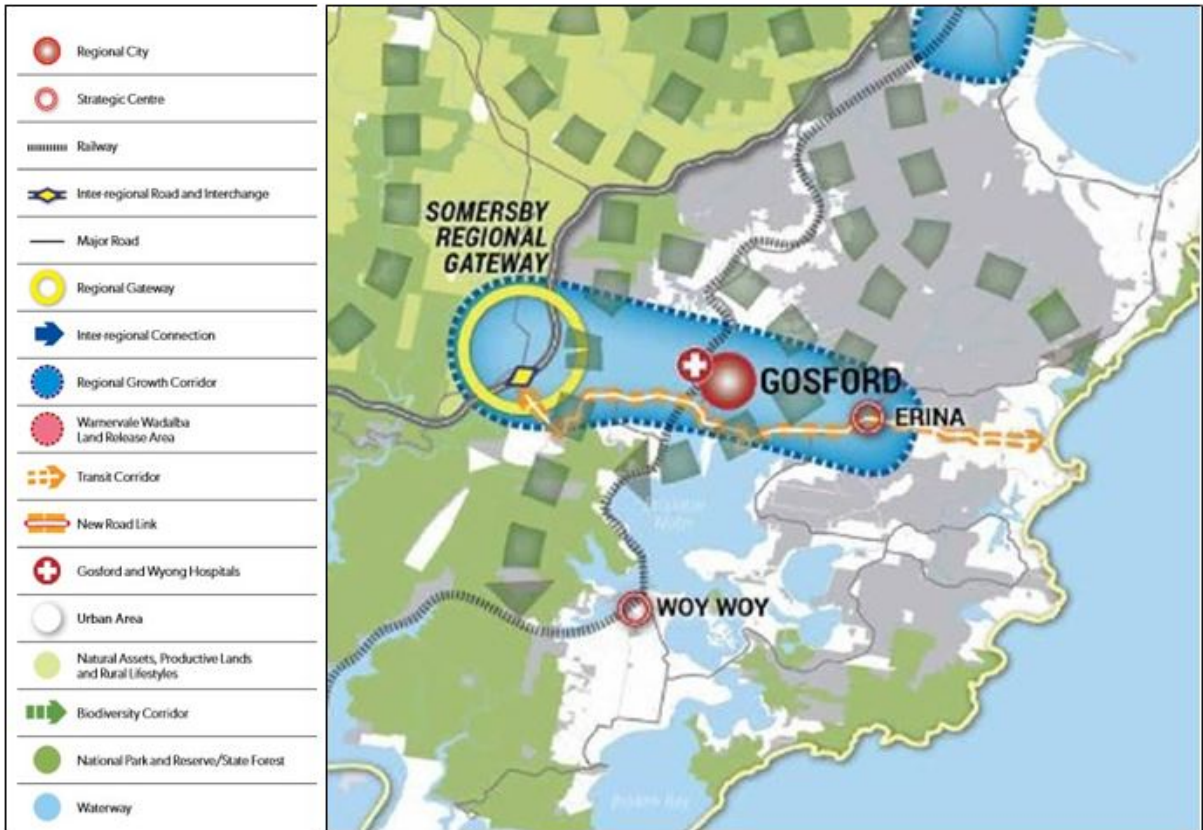 Regional City
Strategic Centre
Railway
Inter-regional Road and Interchange
Major Road
Regional Gateway
Inter-regional Connection
Regional Growth Corridor
Warnervale Wadalba
Land Release Area
Transit Corridor
New Road Link
Gosford and Wyong Hospitals
Urban Area
Natural Assets, Productive Lands
and Rural Lifestyles
Biodiversity Corridor
National Park and Reserve/State Forest
Waterway
SOMERSBY
REGIONAL
GATEWAY
GOSFORD
ERINA
Water
WOY WOY
Broken Bay